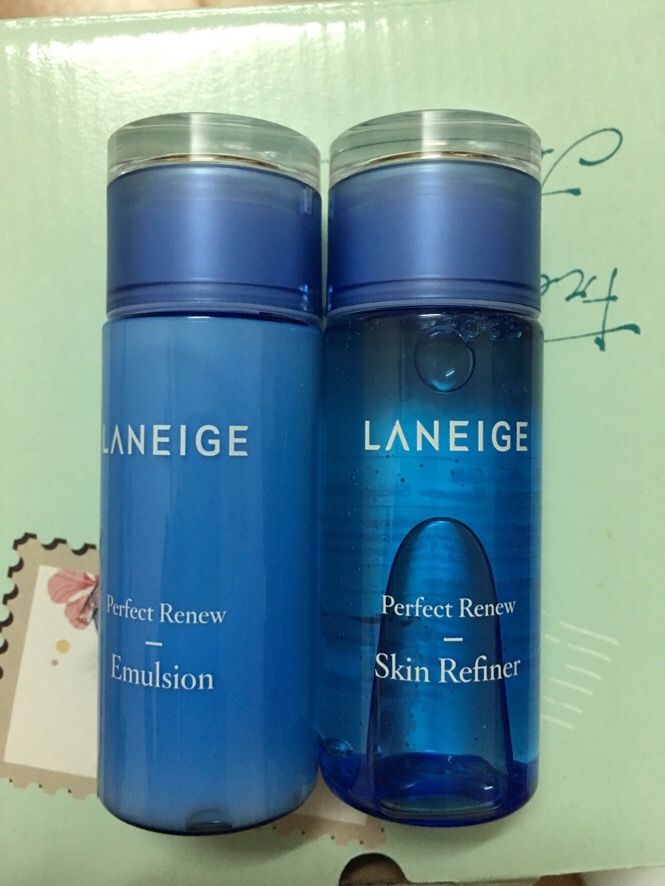 LANEIGE
Perfect Renew
Emulsion
LANEIGE
Perfect Renew
Skin Refiner